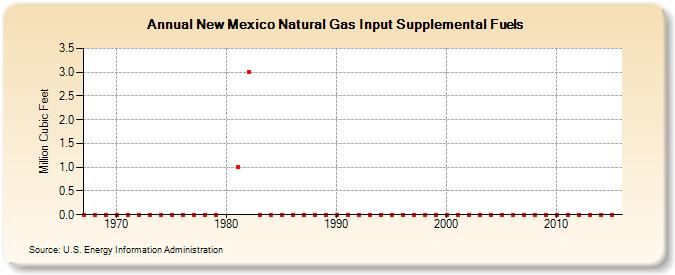 Annual New Mexico Natural Gas Input Supplemental Fuels
Million Cubic Feet
3.5
3.0
2.5
2.0
1.5
1.0
0.5
0.0
1970 1980 1990 2000 2010
Source: U.S. Energy Information Administration